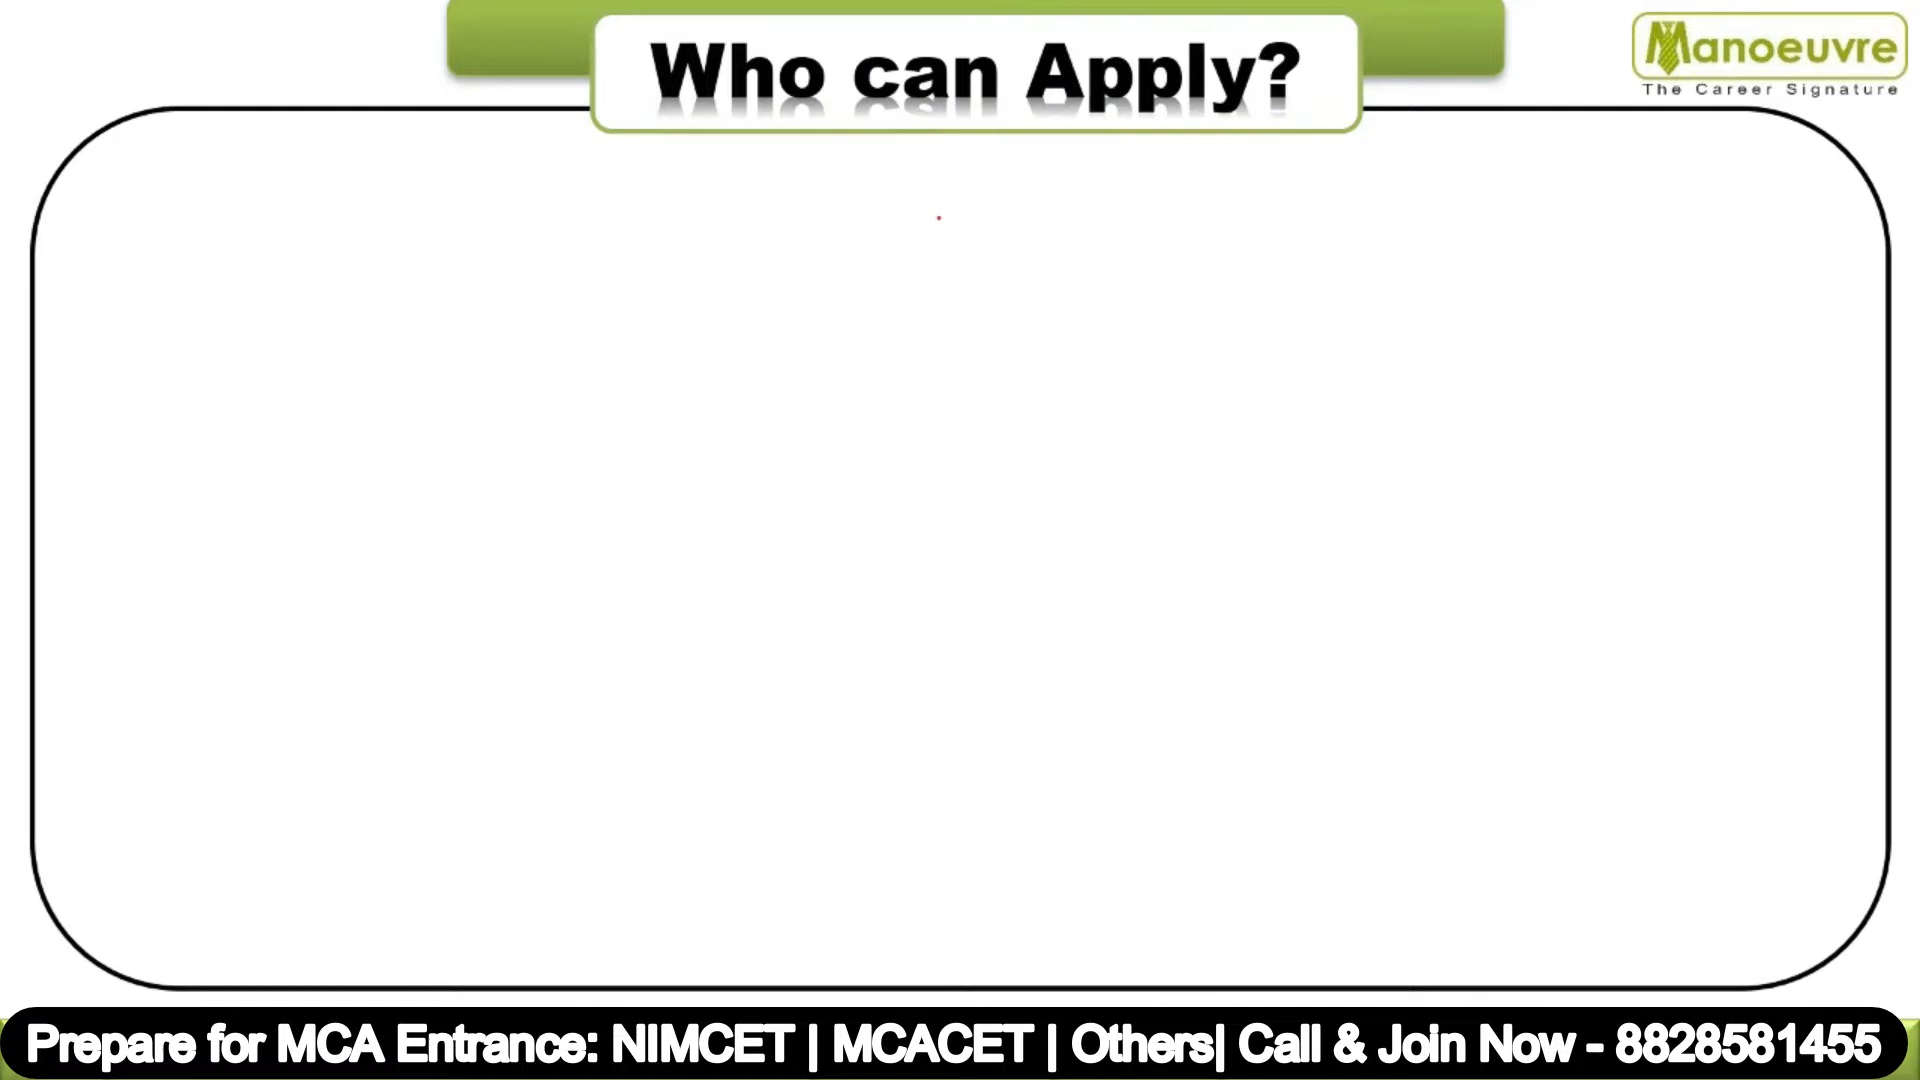 Who can Apply?
Manoeuvre
The Career Signature
Prepare for MCA Entrance: NIMCET | MCACET | Others| Call & Join Now - 8828581455